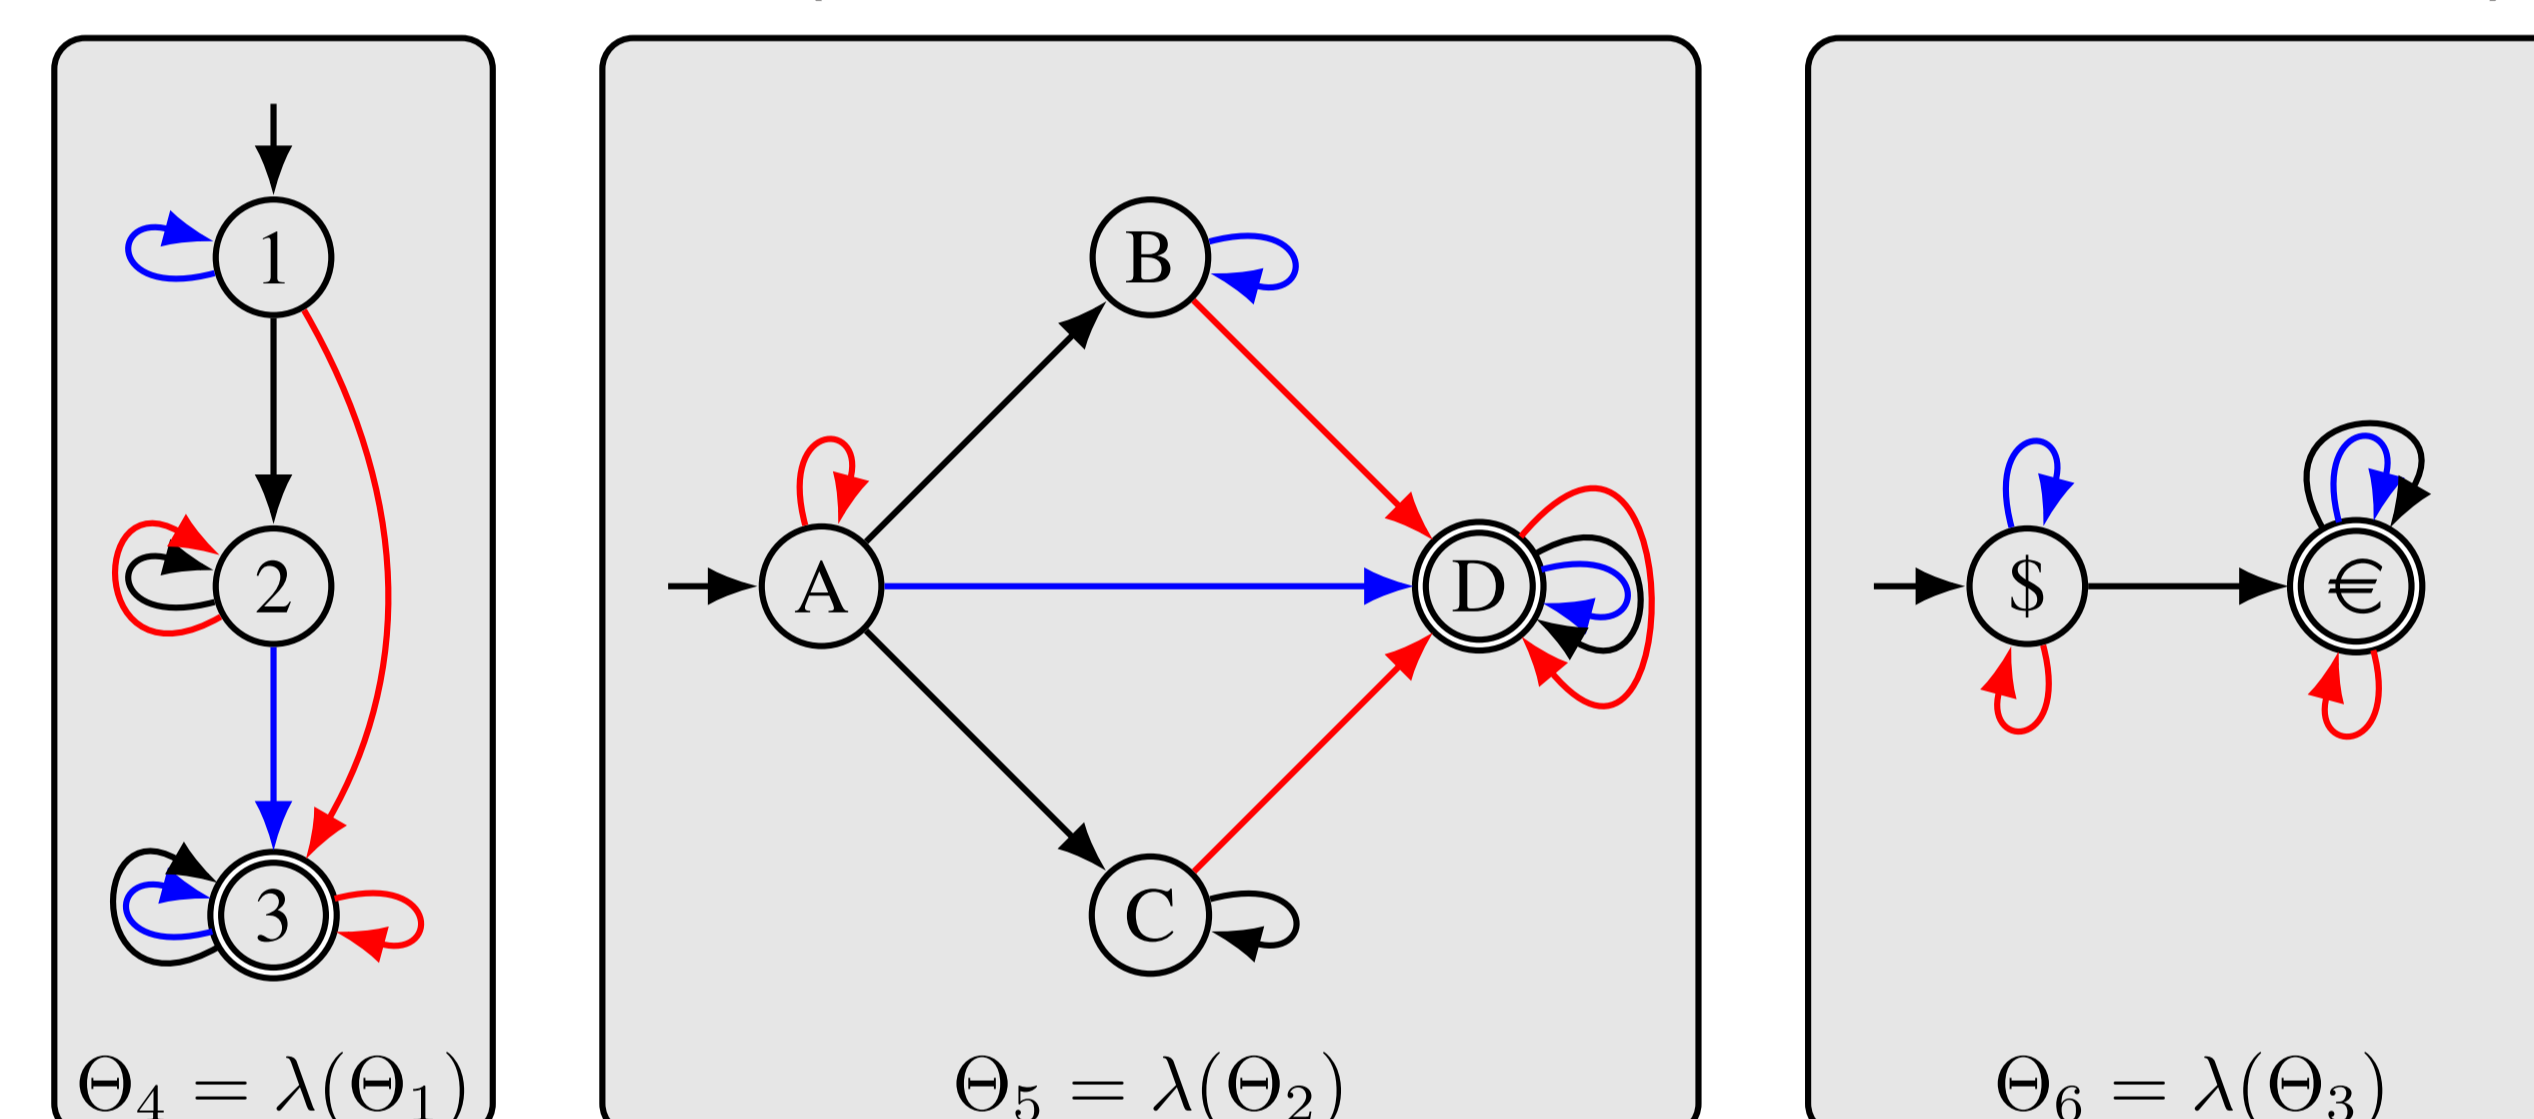 1
2
3
Θ₄ = λ(Θ₁)
B
A
D
C
Θ₅ = λ(Θ₂)
$
€
Θ₆ = λ(Θ₃)